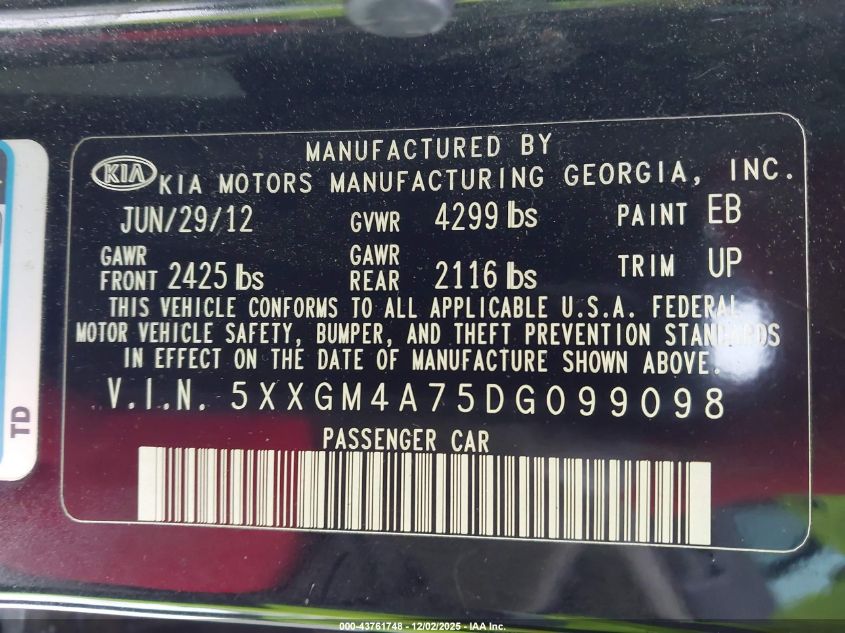 MANUFACTURED BY
KIA KIA MOTORS MANUFACTURING GEORGIA, INC.
JUN/29/12 GVWR 4299 lbs PAINT EB
GAWR FRONT 2425 lbs GAWR REAR 2116 lbs TRIM UP
THIS VEHICLE CONFORMS TO ALL APPLICABLE U.S.A. FEDERAL
MOTOR VEHICLE SAFETY, BUMPER, AND THEFT PREVENTION STANDARDS
IN EFFECT ON THE DATE OF MANUFACTURE SHOWN ABOVE.
V.I.N. 5XXGM4A75DG099098
PASSENGER CAR
TD
000-43761748 - 12/02/2025 - IAA Inc.